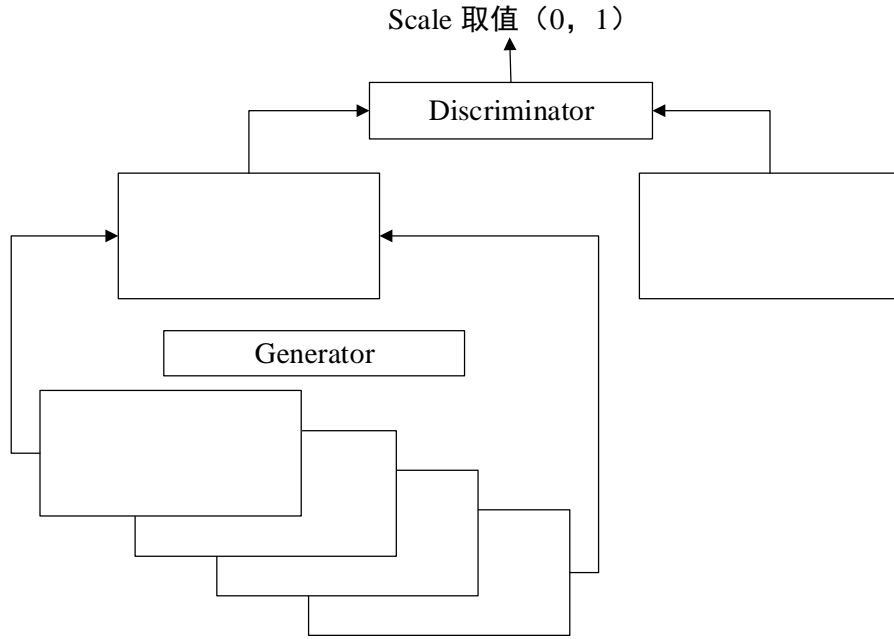 Scale 取值（0，1）
Discriminator
Generator